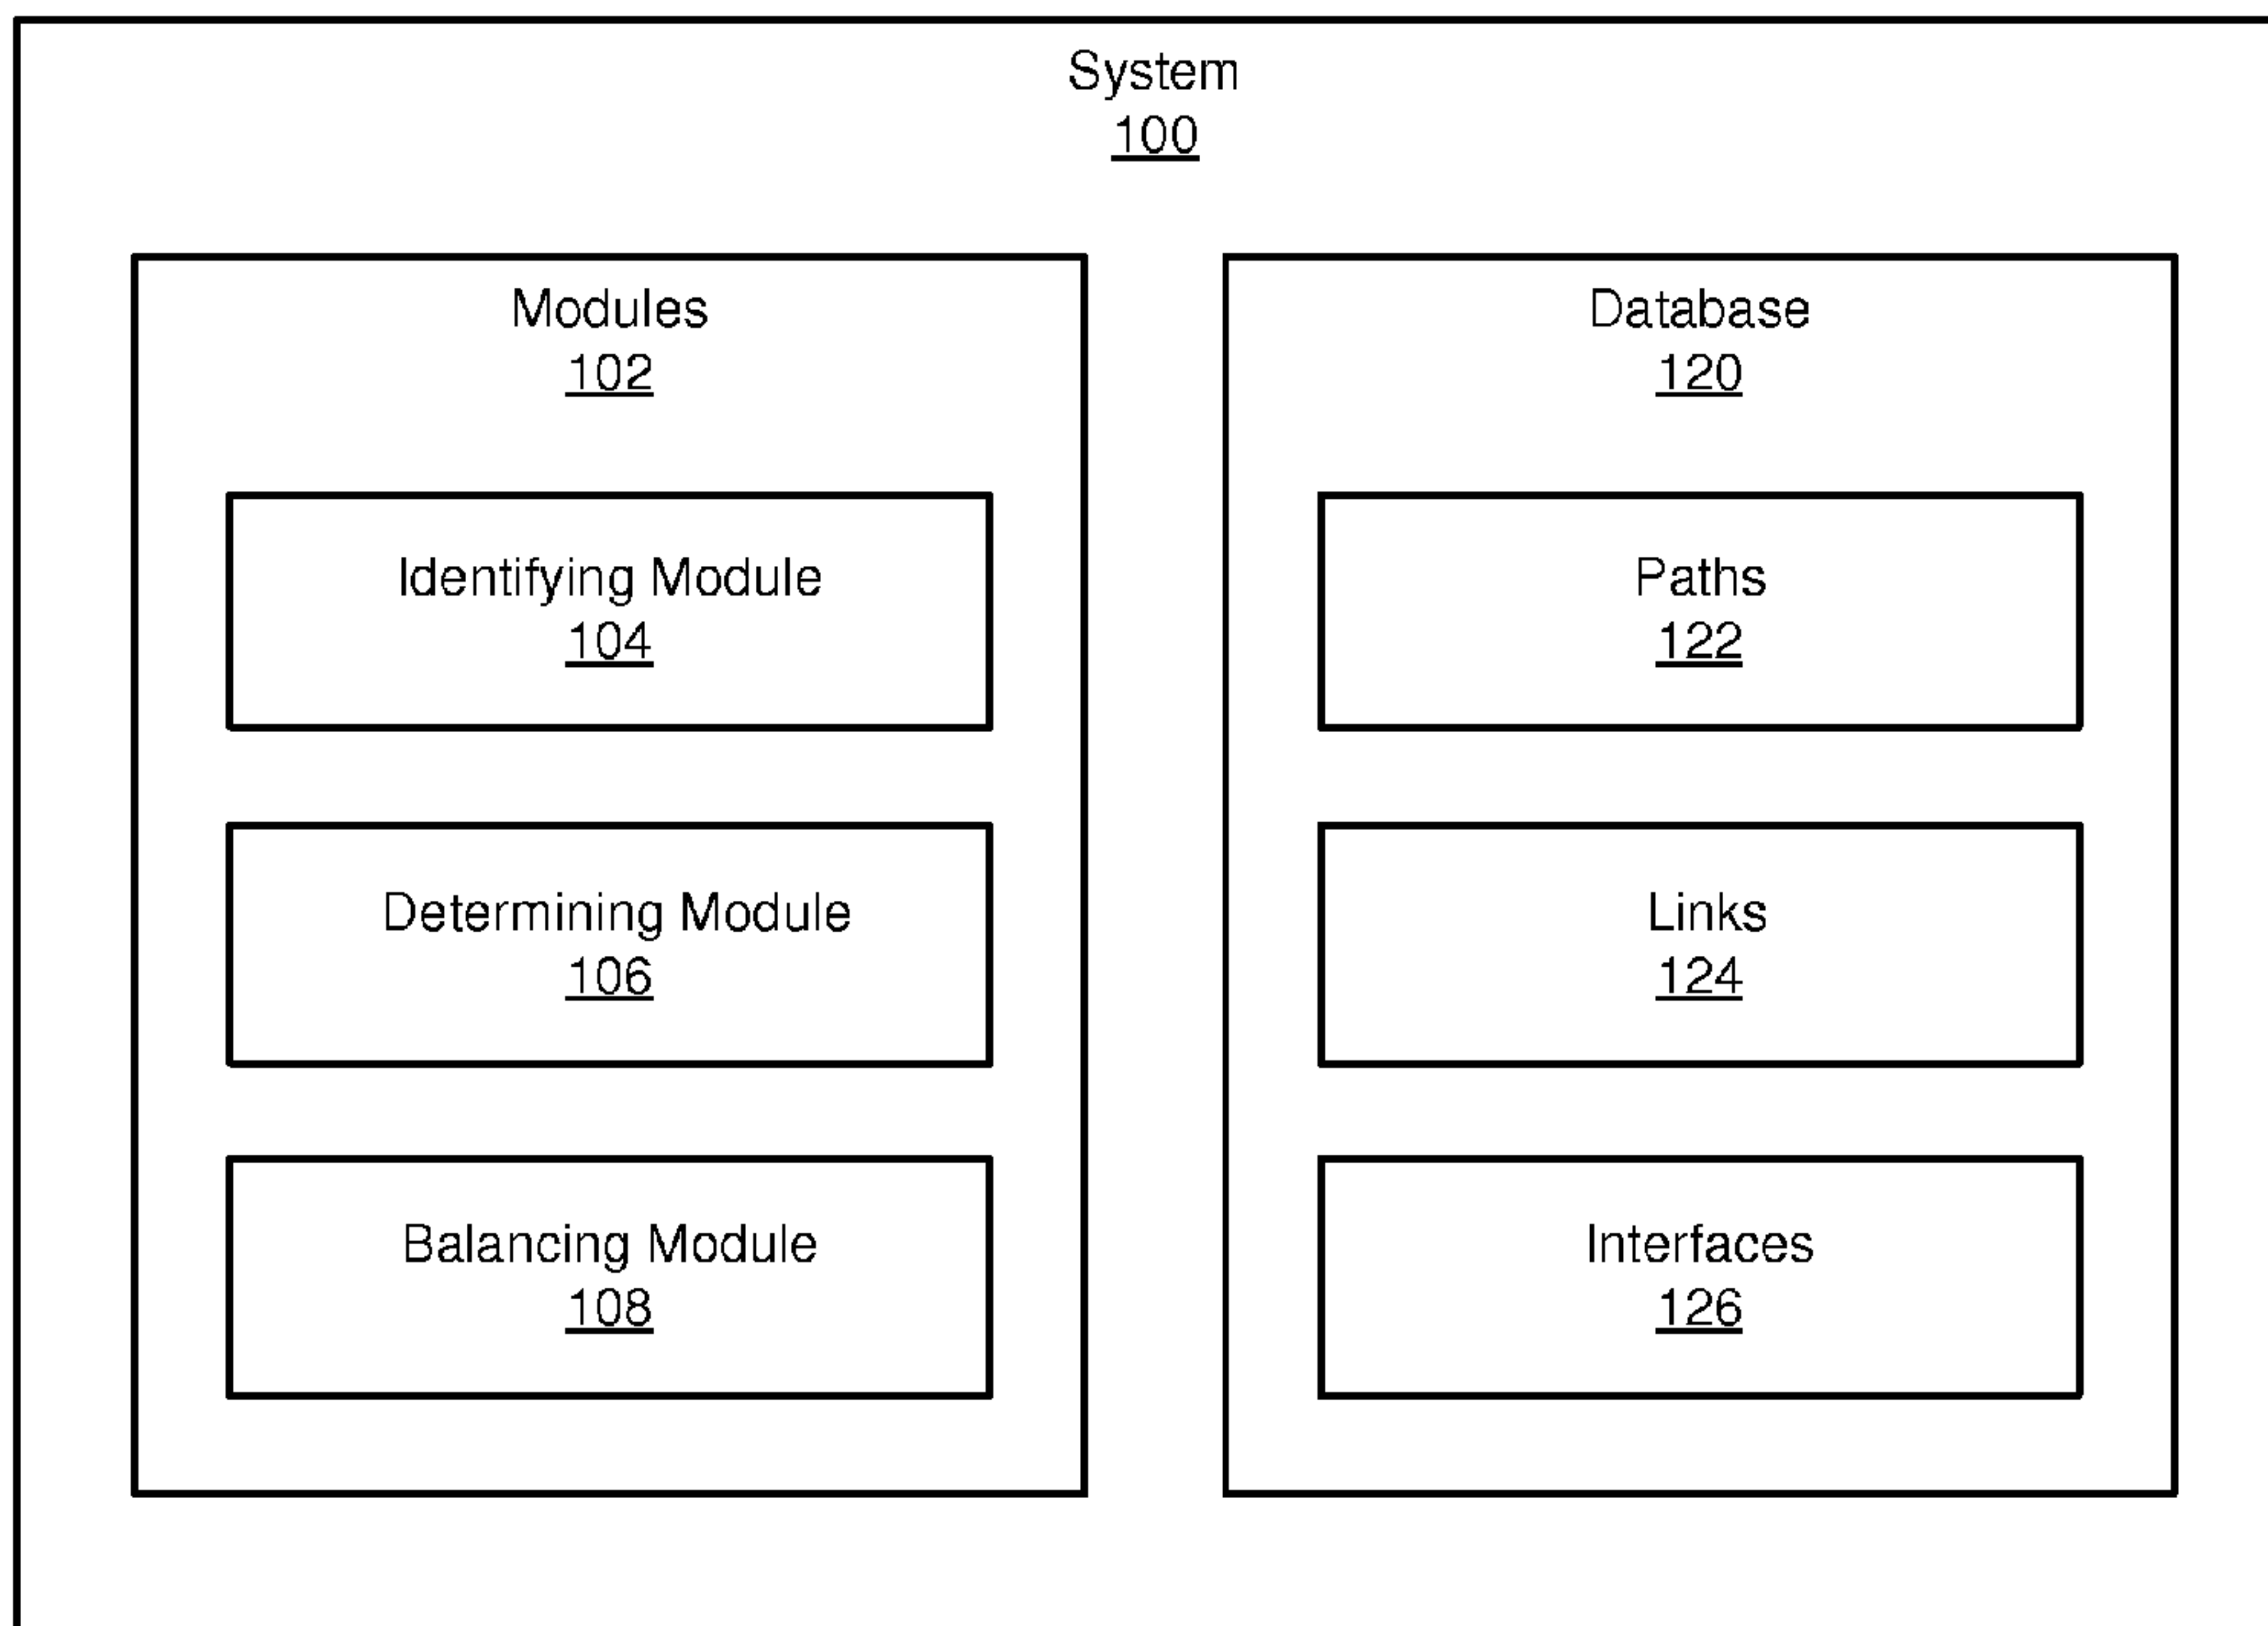 System
100
Modules
102
Identifying Module
104
Determining Module
106
Balancing Module
108
Database
120
Paths
122
Links
124
Interfaces
126